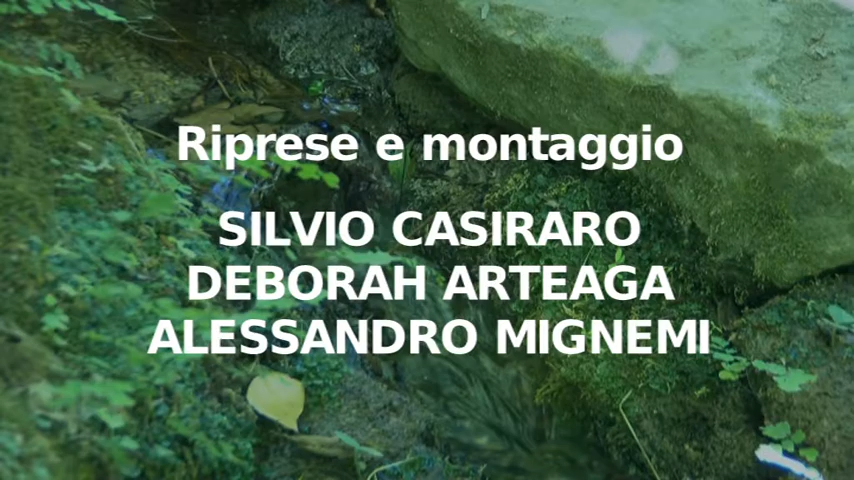 Riprese e montaggio
SILVIO CASIRARO
DEBORAH ARTEAGA
ALESSANDRO MIGNEMI